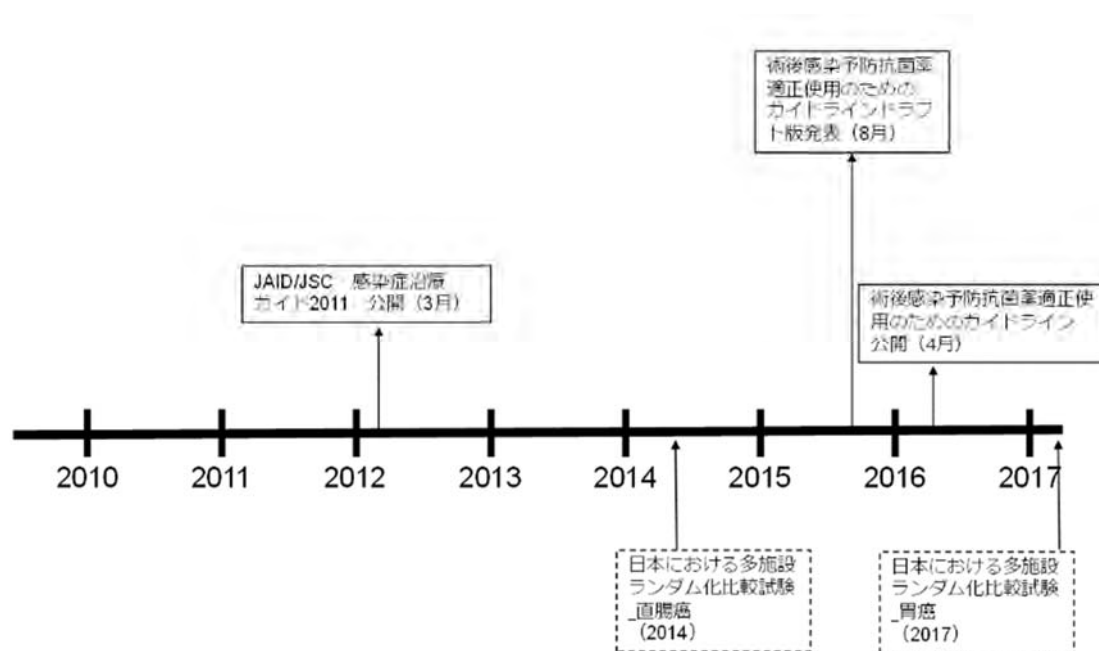 術後感染予防抗菌薬
適正使用のための
ガイドラインドラフ
ト版発表（8月）
JAID/JSC 感染症治療
ガイド2011 公開（3月）
術後感染予防抗菌薬適正使
用のためのガイドライン
公開（4月）
2010
2011
2012
2013
2014
2015
2016
2017
日本における多施設
ランダム化比較試験
_直腸癌
（2014）
日本における多施設
ランダム化比較試験
_胃癌
（2017）